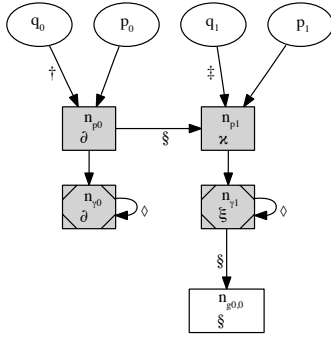 q0 p0 q1 p1
† ‡
np0 np1
∂ § ϰ
nγ0 nγ1
∂ ◊ ξ ◊
§
ng0,0
§